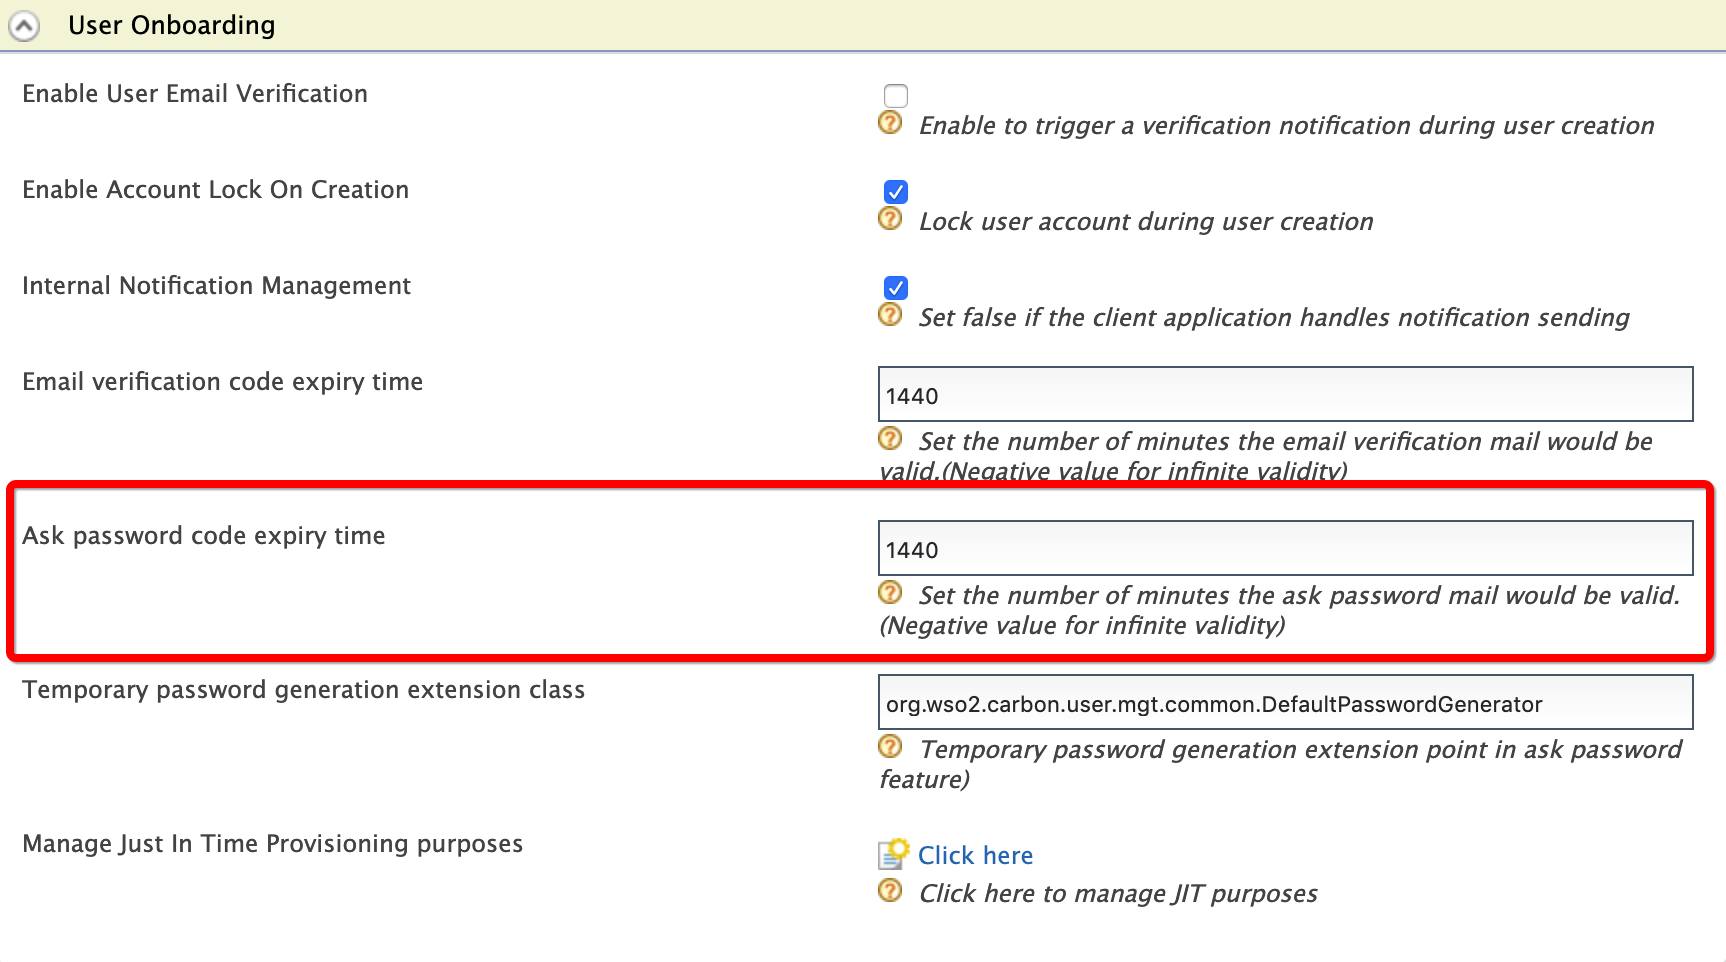 User Onboarding
Enable User Email Verification
Enable to trigger a verification notification during user creation
Enable Account Lock On Creation
Lock user account during user creation
Internal Notification Management
Set false if the client application handles notification sending
Email verification code expiry time
1440
Set the number of minutes the email verification mail would be
valid.(Negative value for infinite validity)
Ask password code expiry time
1440
Set the number of minutes the ask password mail would be valid.
(Negative value for infinite validity)
Temporary password generation extension class
org.wso2.carbon.user.mgt.common.DefaultPasswordGenerator
Temporary password generation extension point in ask password
feature)
Manage Just In Time Provisioning purposes
Click here
Click here to manage JIT purposes